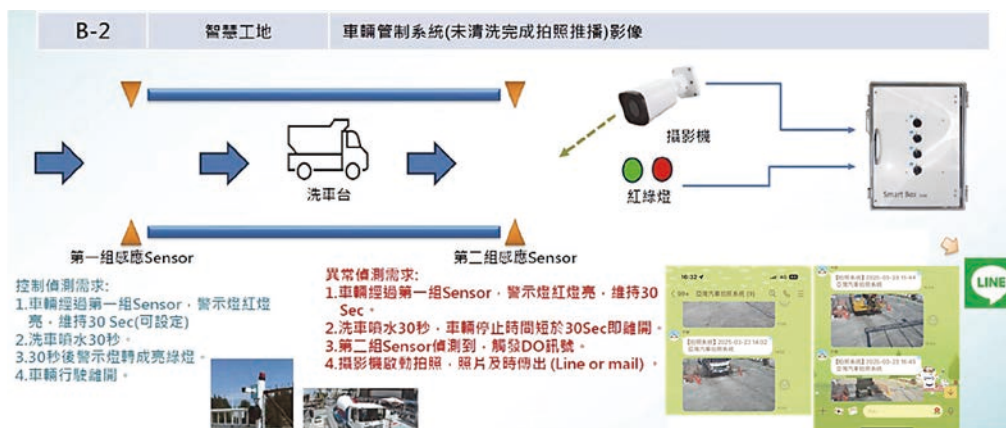 B-2
智慧工地
車輛管制系統(未清洗完成拍照推播)影像
攝影機
洗車台
紅綠燈
Smart Box
第一組感應Sensor
第二組感應Sensor
控制偵測需求:
1.車輛經過第一組Sensor，警示燈紅燈
亮，維持30 Sec(可設定)
2.洗車噴水30秒。
3.30秒後警示燈轉成亮綠燈。
4.車輛行駛離開。
異常偵測需求:
1.車輛經過第一組Sensor，警示燈紅燈亮，維持30
Sec。
2.洗車噴水30秒，車輛停止時間短於30Sec即離開。
3.第二組Sensor偵測到，觸發DO訊號。
4.攝影機啟動拍照，照片及時傳出 (Line or mail) ，
16:32
4G
LINE